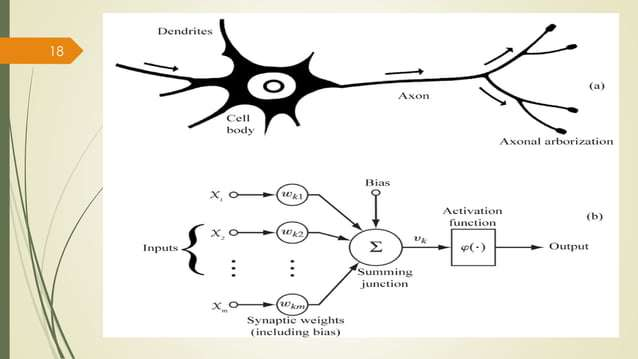 18
Dendrites
(a)
Axon
Cell
body
Axonal arborization
Bias
X₁
wₖ₁
(b)
Activation
function
X₂
wₖ₂
Inputs
Σ
vₖ
φ(·)
Output
Summing
junction
Xₘ
wₖₘ
Synaptic weights
(including bias)